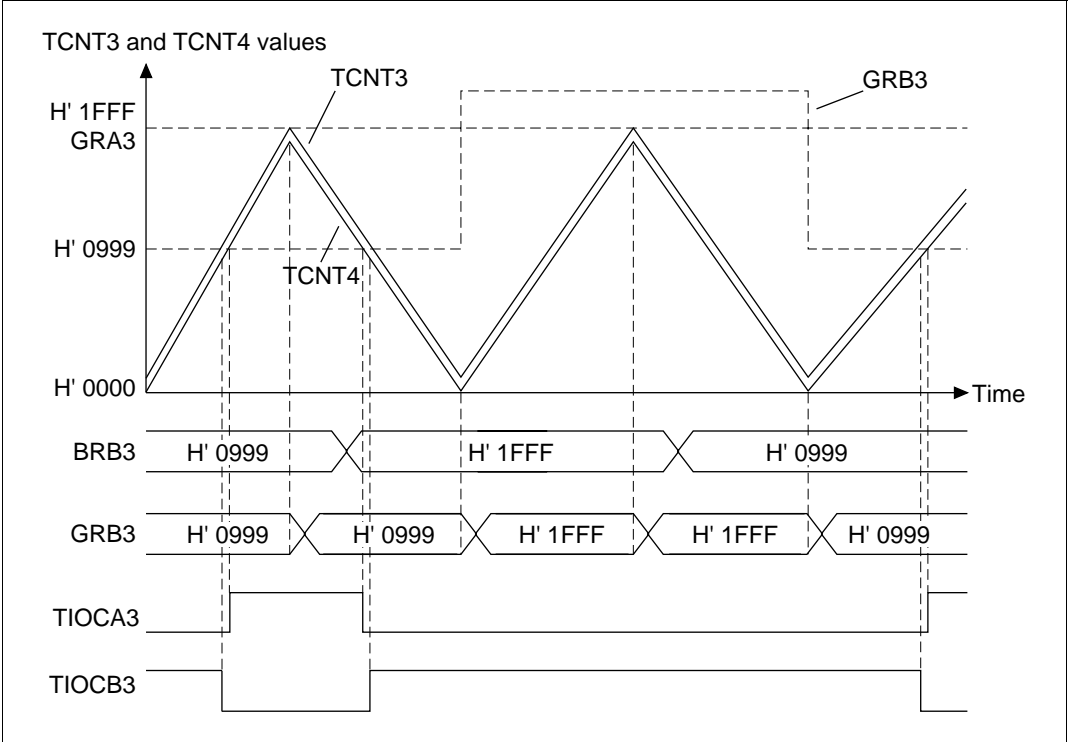 TCNT3 and TCNT4 values
TCNT3
GRB3
H' 1FFF
GRA3
H' 0999
TCNT4
H' 0000
Time
BRB3 H' 0999 H' 1FFF H' 0999
GRB3 H' 0999 H' 0999 H' 1FFF H' 1FFF H' 0999
TIOCA3
TIOCB3